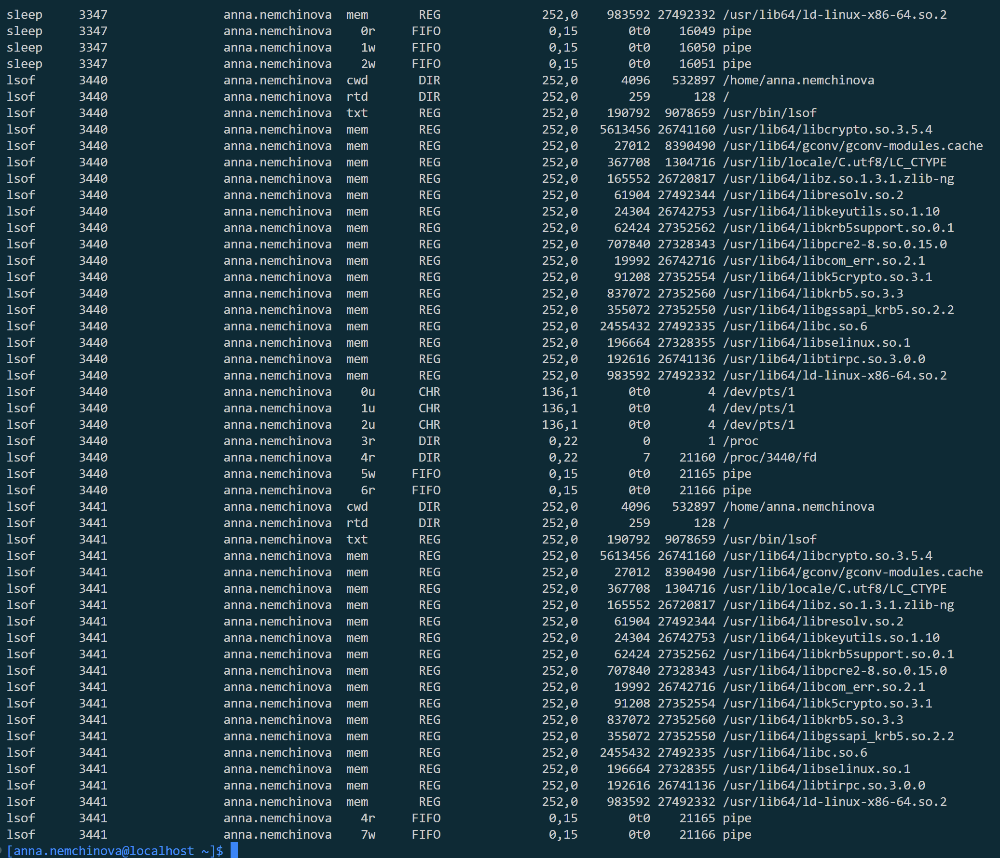 sleep     3347                anna.nemchinova  mem       REG              252,0    983592 27492332 /usr/lib64/ld-linux-x86-64.so.2
sleep     3347                anna.nemchinova    0r     FIFO               0,15       0t0    16049 pipe
sleep     3347                anna.nemchinova    1w     FIFO               0,15       0t0    16050 pipe
sleep     3347                anna.nemchinova    2w     FIFO               0,15       0t0    16051 pipe
lsof      3440                anna.nemchinova  cwd       DIR              252,0      4096   532897 /home/anna.nemchinova
lsof      3440                anna.nemchinova  rtd       DIR              252,0       259      128 /
lsof      3440                anna.nemchinova  txt       REG              252,0    190792  9078659 /usr/bin/lsof
lsof      3440                anna.nemchinova  mem       REG              252,0   5613456 26741160 /usr/lib64/libcrypto.so.3.5.4
lsof      3440                anna.nemchinova  mem       REG              252,0     27012  8390490 /usr/lib64/gconv/gconv-modules.cache
lsof      3440                anna.nemchinova  mem       REG              252,0    367708  1304716 /usr/lib/locale/C.utf8/LC_CTYPE
lsof      3440                anna.nemchinova  mem       REG              252,0    165552 26720817 /usr/lib64/libz.so.1.3.1.zlib-ng
lsof      3440                anna.nemchinova  mem       REG              252,0     61904 27492344 /usr/lib64/libresolv.so.2
lsof      3440                anna.nemchinova  mem       REG              252,0     24304 26742753 /usr/lib64/libkeyutils.so.1.10
lsof      3440                anna.nemchinova  mem       REG              252,0     62424 27352562 /usr/lib64/libkrb5support.so.0.1
lsof      3440                anna.nemchinova  mem       REG              252,0    707840 27328343 /usr/lib64/libpcre2-8.so.0.15.0
lsof      3440                anna.nemchinova  mem       REG              252,0     19992 26742716 /usr/lib64/libcom_err.so.2.1
lsof      3440                anna.nemchinova  mem       REG              252,0     91208 27352554 /usr/lib64/libk5crypto.so.3.1
lsof      3440                anna.nemchinova  mem       REG              252,0    837072 27352560 /usr/lib64/libkrb5.so.3.3
lsof      3440                anna.nemchinova  mem       REG              252,0    355072 27352550 /usr/lib64/libgssapi_krb5.so.2.2
lsof      3440                anna.nemchinova  mem       REG              252,0   2455432 27492335 /usr/lib64/libc.so.6
lsof      3440                anna.nemchinova  mem       REG              252,0    196664 27328355 /usr/lib64/libselinux.so.1
lsof      3440                anna.nemchinova  mem       REG              252,0    192616 26741136 /usr/lib64/libtirpc.so.3.0.0
lsof      3440                anna.nemchinova  mem       REG              252,0    983592 27492332 /usr/lib64/ld-linux-x86-64.so.2
lsof      3440                anna.nemchinova    0u      CHR              136,1       0t0        4 /dev/pts/1
lsof      3440                anna.nemchinova    1u      CHR              136,1       0t0        4 /dev/pts/1
lsof      3440                anna.nemchinova    2u      CHR              136,1       0t0        4 /dev/pts/1
lsof      3440                anna.nemchinova    3r      DIR               0,22         0        1 /proc
lsof      3440                anna.nemchinova    4r      DIR               0,22         7    21160 /proc/3440/fd
lsof      3440                anna.nemchinova    5w     FIFO               0,15       0t0    21165 pipe
lsof      3440                anna.nemchinova    6r     FIFO               0,15       0t0    21166 pipe
lsof      3441                anna.nemchinova  cwd       DIR              252,0      4096   532897 /home/anna.nemchinova
lsof      3441                anna.nemchinova  rtd       DIR              252,0       259      128 /
lsof      3441                anna.nemchinova  txt       REG              252,0    190792  9078659 /usr/bin/lsof
lsof      3441                anna.nemchinova  mem       REG              252,0   5613456 26741160 /usr/lib64/libcrypto.so.3.5.4
lsof      3441                anna.nemchinova  mem       REG              252,0     27012  8390490 /usr/lib64/gconv/gconv-modules.cache
lsof      3441                anna.nemchinova  mem       REG              252,0    367708  1304716 /usr/lib/locale/C.utf8/LC_CTYPE
lsof      3441                anna.nemchinova  mem       REG              252,0    165552 26720817 /usr/lib64/libz.so.1.3.1.zlib-ng
lsof      3441                anna.nemchinova  mem       REG              252,0     61904 27492344 /usr/lib64/libresolv.so.2
lsof      3441                anna.nemchinova  mem       REG              252,0     24304 26742753 /usr/lib64/libkeyutils.so.1.10
lsof      3441                anna.nemchinova  mem       REG              252,0     62424 27352562 /usr/lib64/libkrb5support.so.0.1
lsof      3441                anna.nemchinova  mem       REG              252,0    707840 27328343 /usr/lib64/libpcre2-8.so.0.15.0
lsof      3441                anna.nemchinova  mem       REG              252,0     19992 26742716 /usr/lib64/libcom_err.so.2.1
lsof      3441                anna.nemchinova  mem       REG              252,0     91208 27352554 /usr/lib64/libk5crypto.so.3.1
lsof      3441                anna.nemchinova  mem       REG              252,0    837072 27352560 /usr/lib64/libkrb5.so.3.3
lsof      3441                anna.nemchinova  mem       REG              252,0    355072 27352550 /usr/lib64/libgssapi_krb5.so.2.2
lsof      3441                anna.nemchinova  mem       REG              252,0   2455432 27492335 /usr/lib64/libc.so.6
lsof      3441                anna.nemchinova  mem       REG              252,0    196664 27328355 /usr/lib64/libselinux.so.1
lsof      3441                anna.nemchinova  mem       REG              252,0    192616 26741136 /usr/lib64/libtirpc.so.3.0.0
lsof      3441                anna.nemchinova  mem       REG              252,0    983592 27492332 /usr/lib64/ld-linux-x86-64.so.2
lsof      3441                anna.nemchinova    4r     FIFO               0,15       0t0    21165 pipe
lsof      3441                anna.nemchinova    7w     FIFO               0,15       0t0    21166 pipe
[anna.nemchinova@localhost ~]$